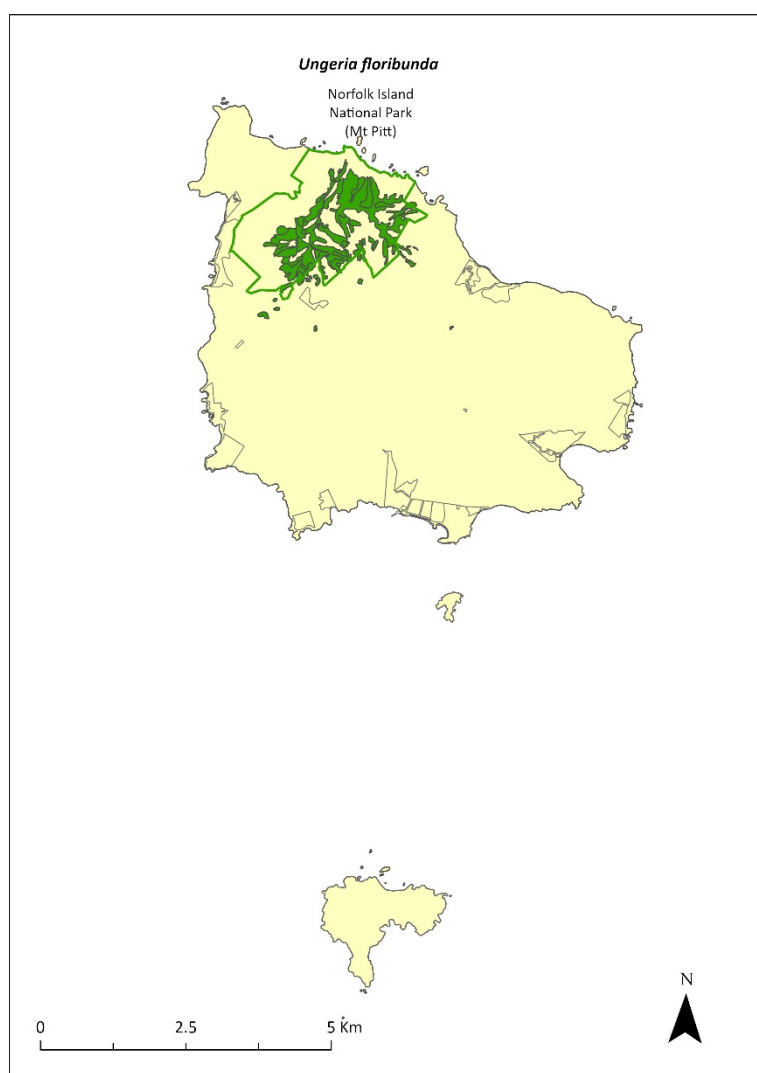 Ungeria floribunda
Norfolk Island
National Park
(Mt Pitt)
N
0 2.5 5 Km